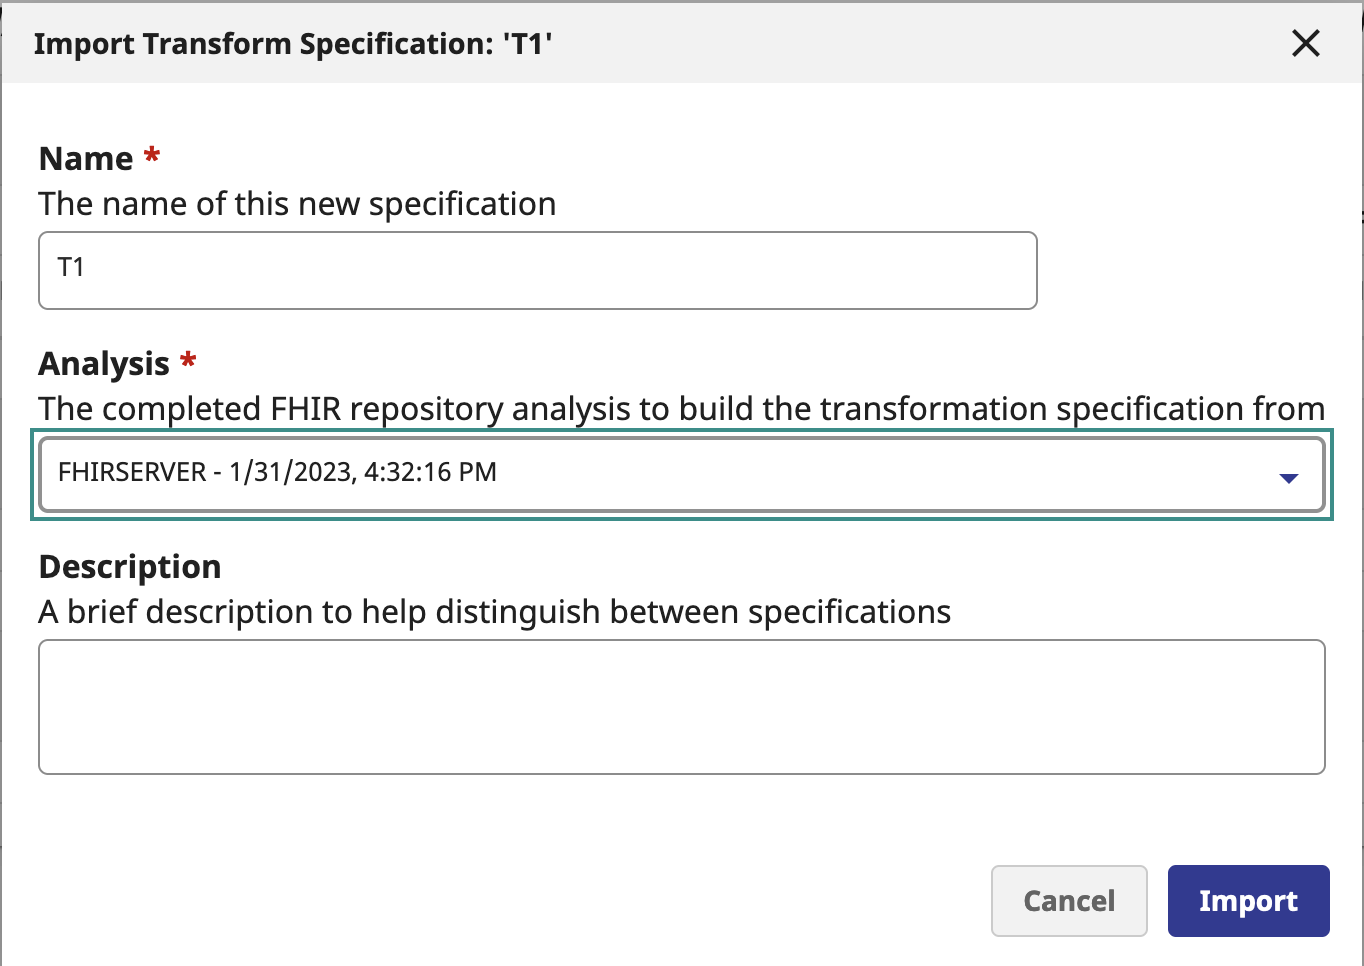 Import Transform Specification: 'T1'
Name *
The name of this new specification
T1
Analysis *
The completed FHIR repository analysis to build the transformation specification from
FHIRSERVER - 1/31/2023, 4:32:16 PM
Description
A brief description to help distinguish between specifications
Cancel
Import